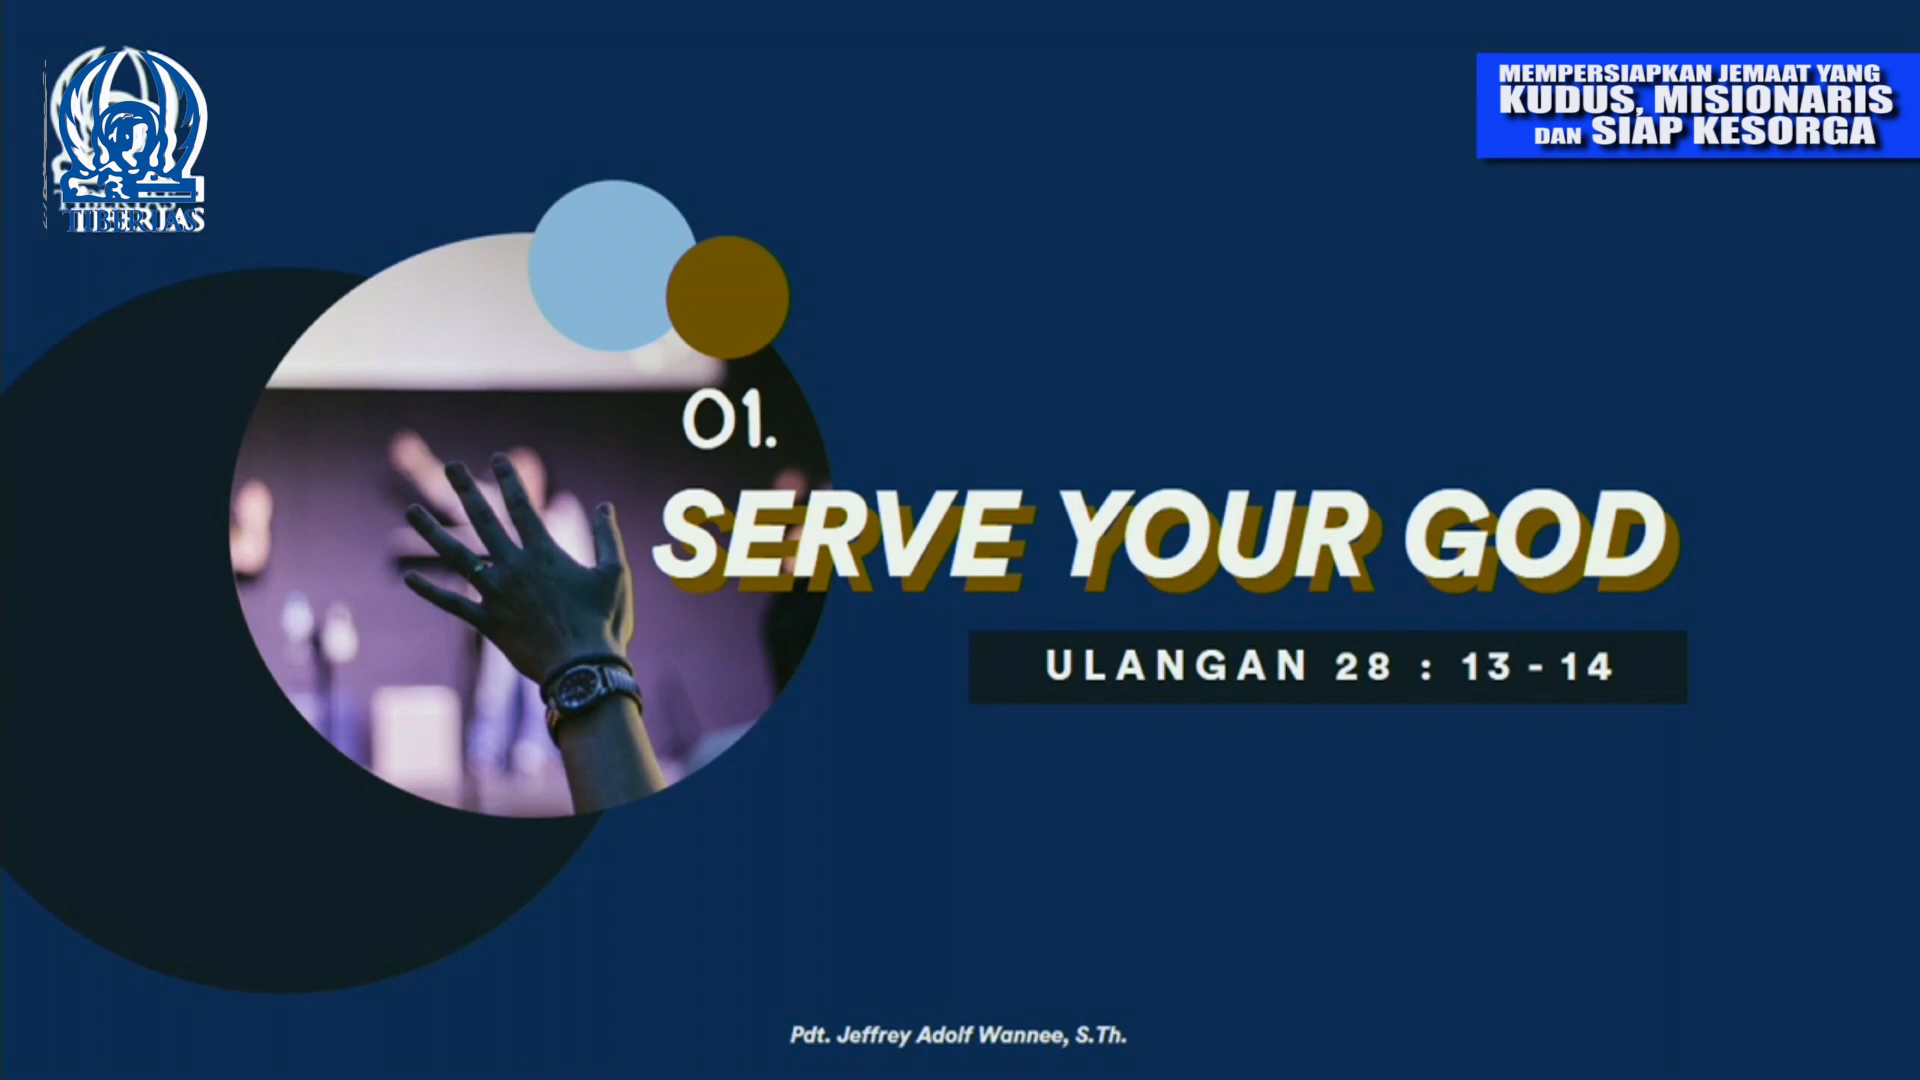 TIBERIAS
MEMPERSIAPKAN JEMAAT YANG
KUDUS, MISIONARIS
DAN SIAP KESORGA
01.
SERVE YOUR GOD
ULANGAN 28 : 13 - 14
Pdt. Jeffrey Adolf Wannee, S.Th.